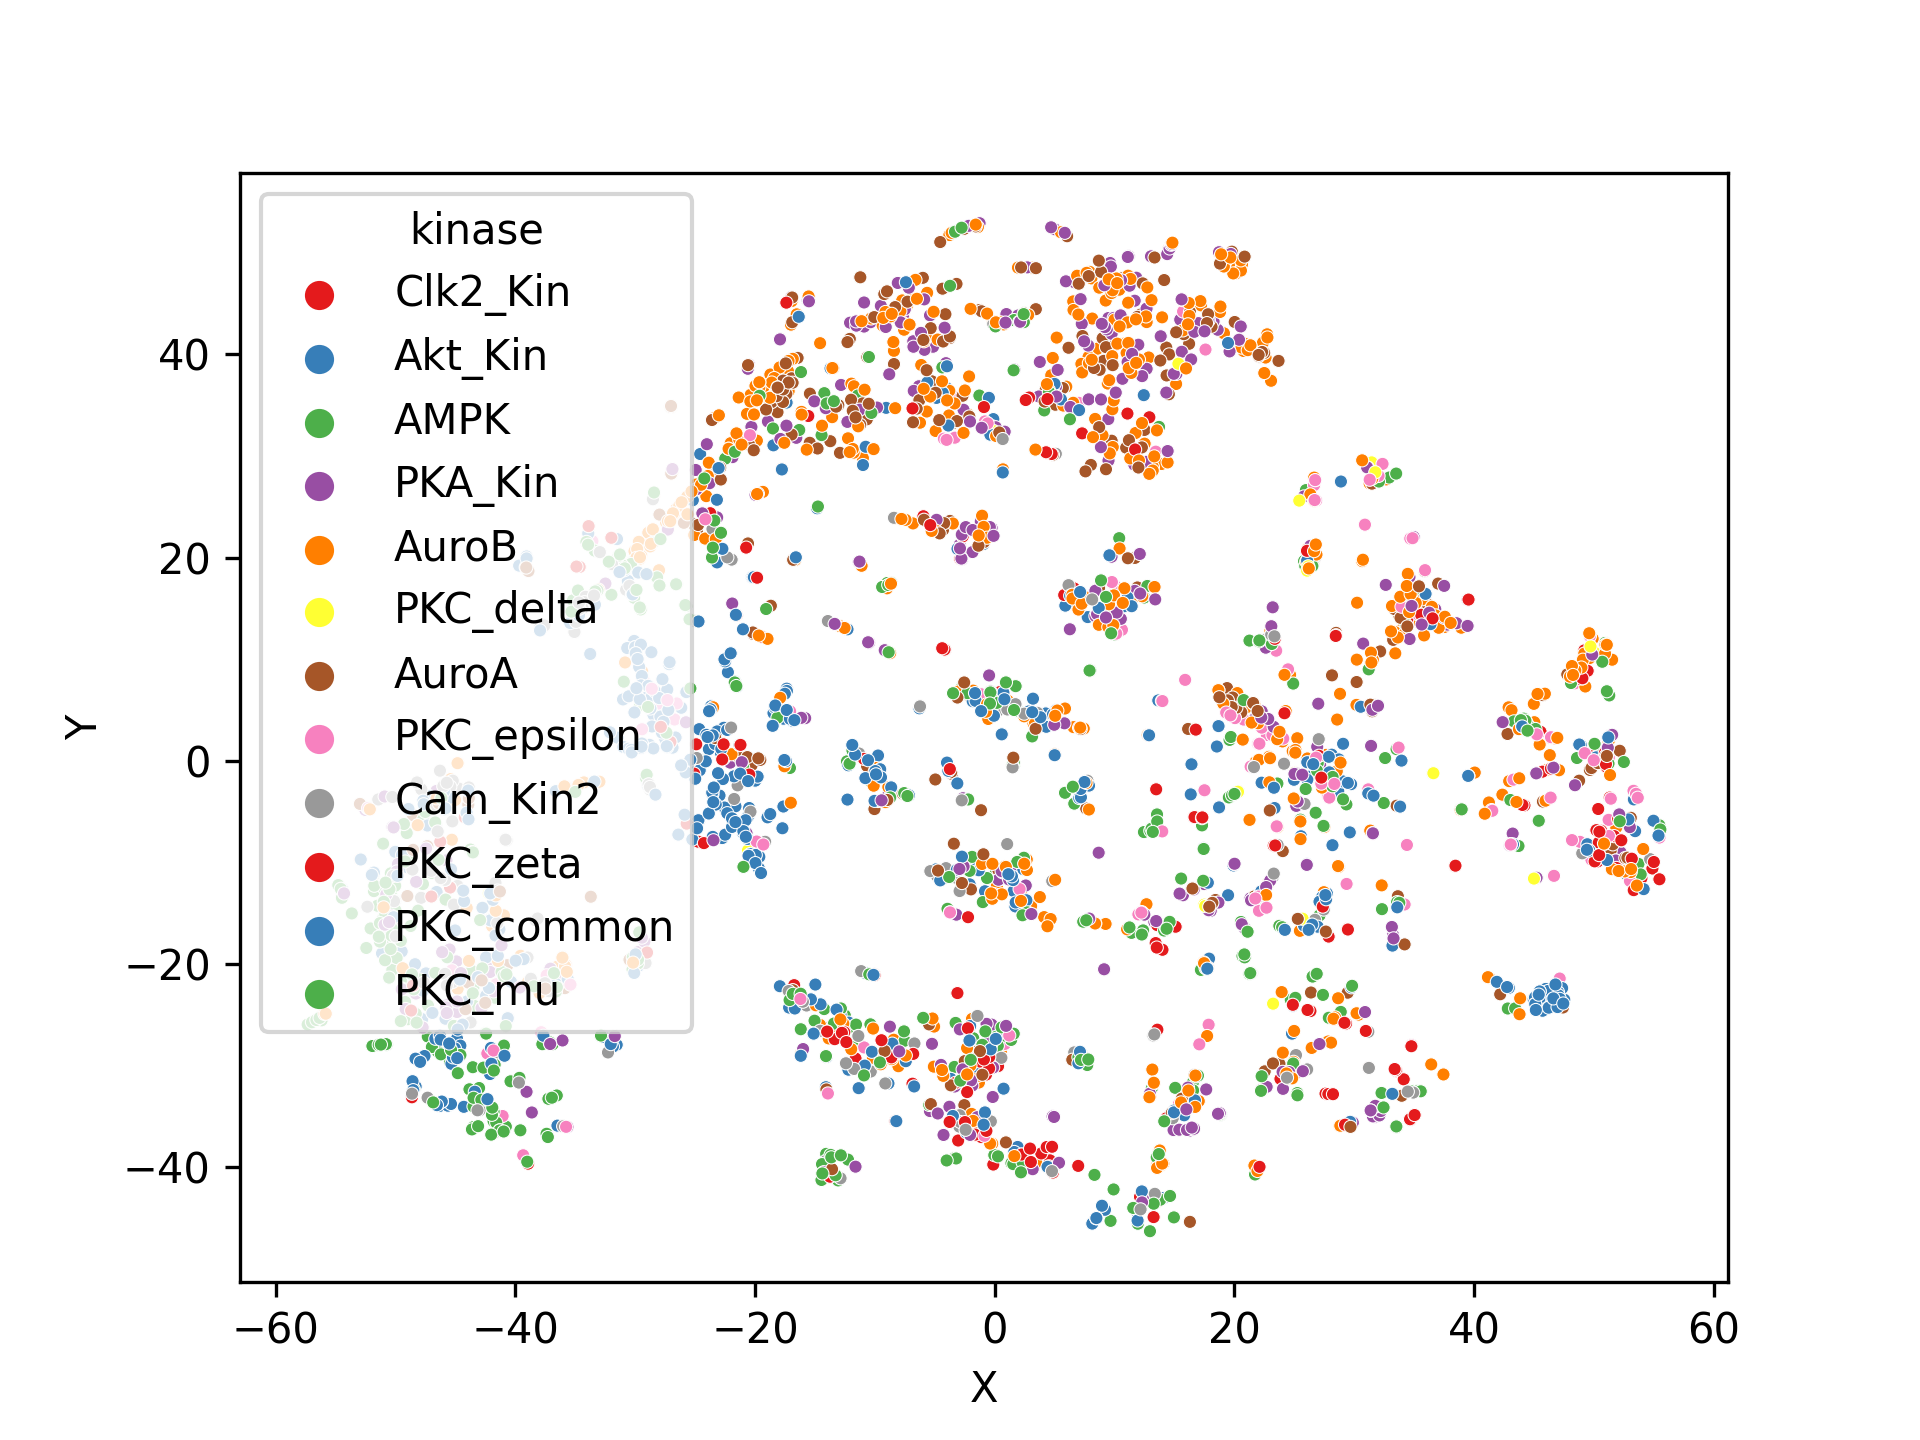 kinase
Clk2_Kin
Akt_Kin
AMPK
PKA_Kin
AuroB
PKC_delta
AuroA
PKC_epsilon
Cam_Kin2
PKC_zeta
PKC_common
PKC_mu
Y
40
20
0
−20
−40
−60 −40 −20 0 20 40 60
X